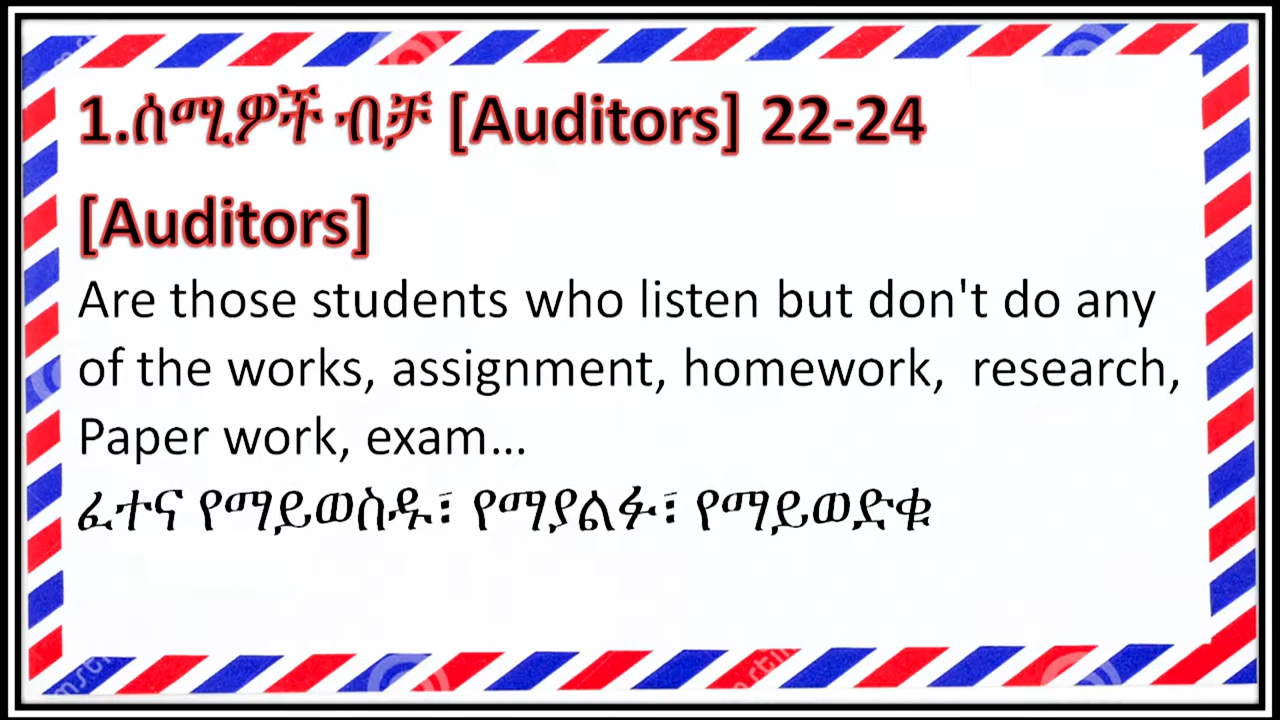 1.ሰሚዎች ብቻ [Auditors] 22-24
[Auditors]
Are those students who listen but don't do any
of the works, assignment, homework,  research,
Paper work, exam...
ፈተና የማይወስዱ፣ የማያልፉ፣ የማይወድቁ